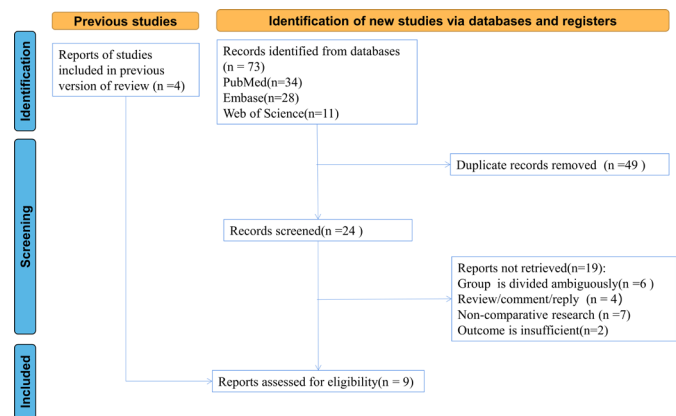 Previous studies
Identification of new studies via databases and registers
Identification
Reports of studies
included in previous
version of review (n =4)
Records identified from databases
(n = 73)
PubMed(n=34)
Embase(n=28)
Web of Science(n=11)
Screening
Duplicate records removed (n =49 )
Records screened(n =24 )
Reports not retrieved(n=19):
Group is divided ambiguously(n =6 )
Review/comment/reply (n = 4)
Non-comparative research (n =7)
Outcome is insufficient(n=2)
Included
Reports assessed for eligibility(n = 9)